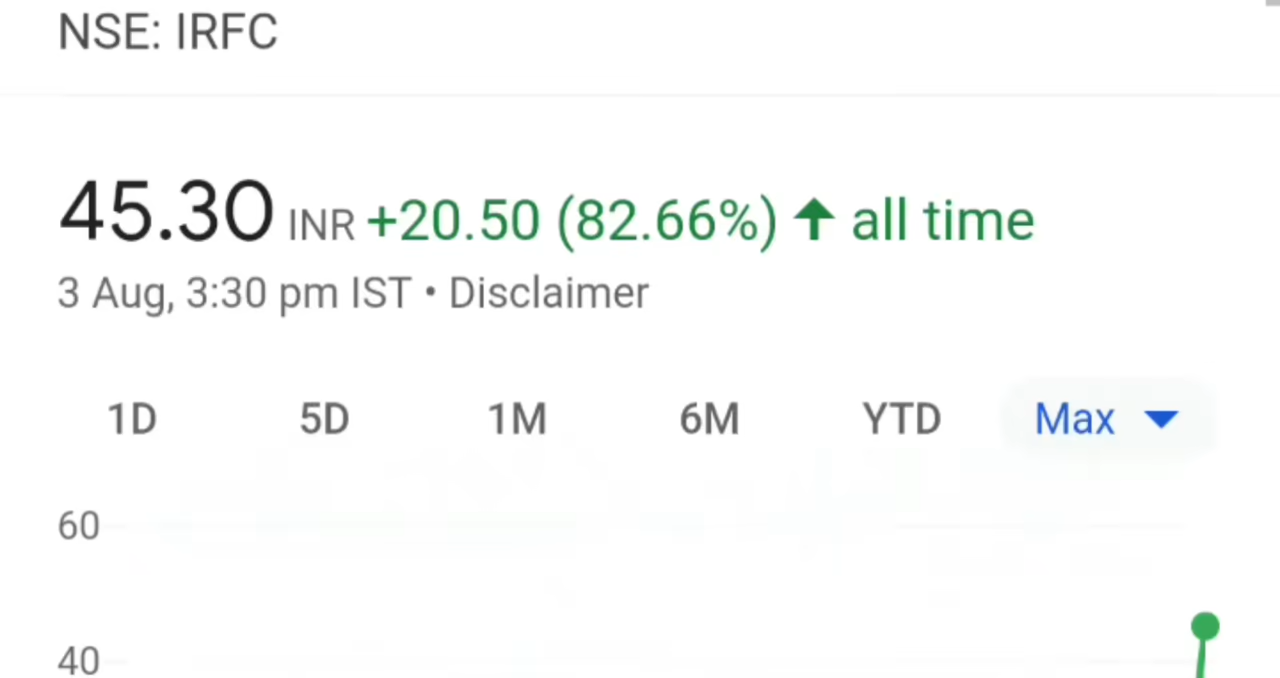 NSE: IRFC
45.30 INR +20.50 (82.66%) ↑ all time
3 Aug, 3:30 pm IST • Disclaimer
1D 5D 1M 6M YTD Max
60
40